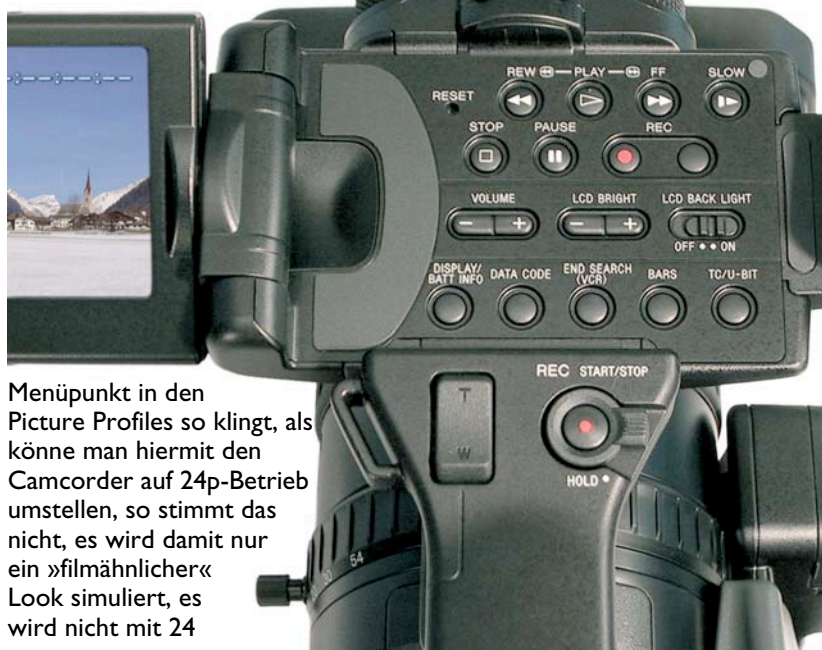 REW PLAY FF SLOW
RESET
STOP PAUSE REC
VOLUME LCD BRIGHT LCD BACK LIGHT
− + − +
OFF •• ON
DISPLAY/
BATT INFO DATA CODE END SEARCH
(VCR) BARS TC/U-BIT
REC START/STOP
T
W
HOLD •
54
Menüpunkt in den
Picture Profiles so klingt, als
könne man hiermit den
Camcorder auf 24p-Betrieb
umstellen, so stimmt das
nicht, es wird damit nur
ein »filmähnlicher«
Look simuliert, es
wird nicht mit 24